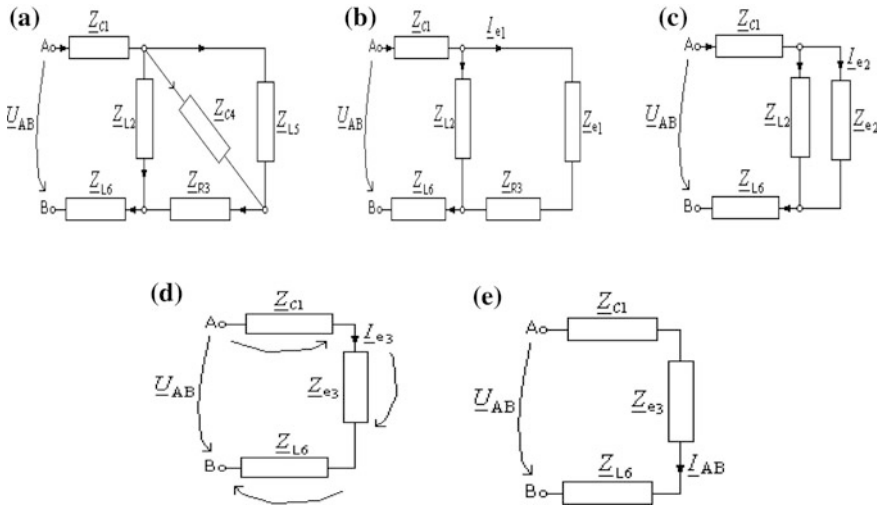 (a)
Z_C1
A
U_AB
Z_L2
Z_C4
Z_L5
Z_L6
B
Z_R3
(b)
Z_C1
I_e1
A
U_AB
Z_L2
Z_e1
Z_L6
B
Z_R3
(c)
Z_C1
A
I_e2
U_AB
Z_L2
Z_e2
Z_L6
B
(d)
Z_C1
A
I_e3
U_AB
Z_e3
Z_L6
B
(e)
Z_C1
A
U_AB
Z_e3
Z_L6
I_AB
B